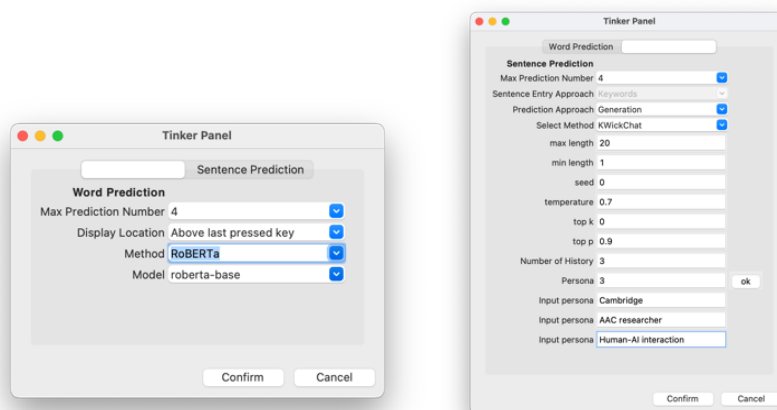 Tinker Panel
Sentence Prediction
Word Prediction
Max Prediction Number 4
Display Location Above last pressed key
Method RoBERTa
Model roberta-base
Confirm Cancel
Tinker Panel
Word Prediction
Sentence Prediction
Max Prediction Number 4
Sentence Entry Approach Keywords
Prediction Approach Generation
Select Method KWickChat
max length 20
min length 1
seed 0
temperature 0.7
top k 0
top p 0.9
Number of History 3
Persona 3 ok
Input persona Cambridge
Input persona AAC researcher
Input persona Human-AI interaction
Confirm Cancel